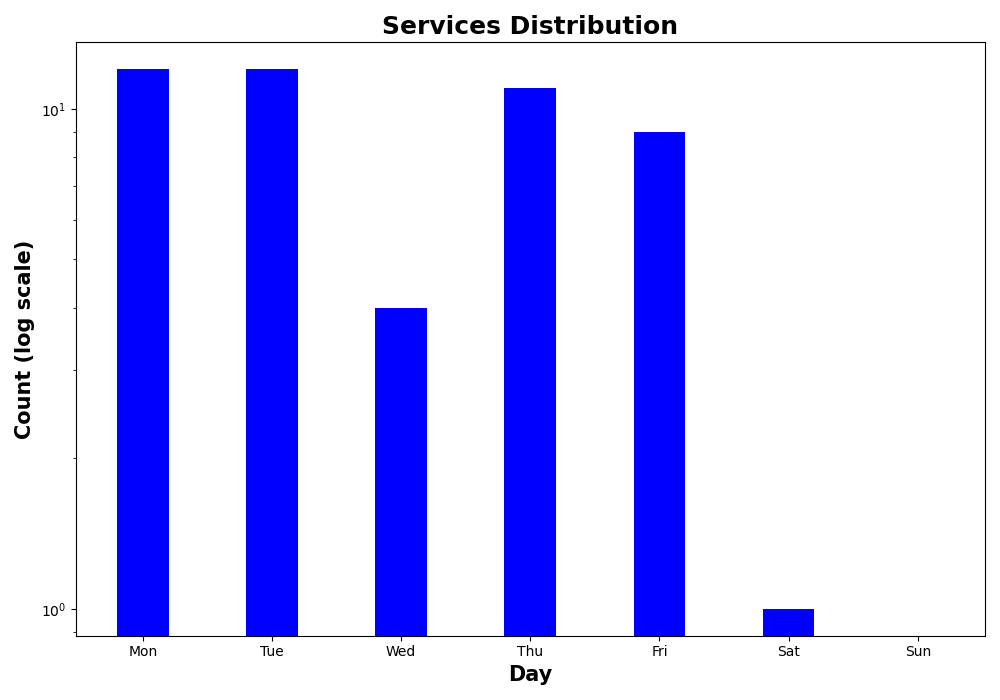 Services Distribution
Count (log scale)
10¹
10⁰
Mon Tue Wed Thu Fri Sat Sun
Day